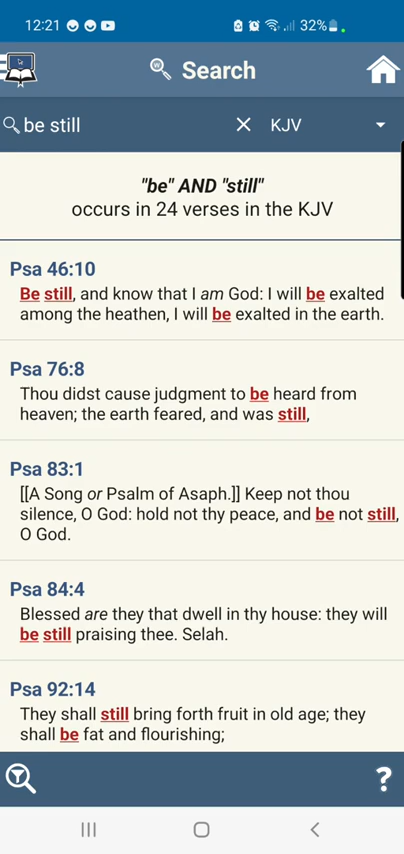 12:21 32%
Search
be still KJV
"be" AND "still"
occurs in 24 verses in the KJV
Psa 46:10
Be still, and know that I am God: I will be exalted
among the heathen, I will be exalted in the earth.
Psa 76:8
Thou didst cause judgment to be heard from
heaven; the earth feared, and was still,
Psa 83:1
[[A Song or Psalm of Asaph.]] Keep not thou
silence, O God: hold not thy peace, and be not still,
O God.
Psa 84:4
Blessed are they that dwell in thy house: they will
be still praising thee. Selah.
Psa 92:14
They shall still bring forth fruit in old age; they
shall be fat and flourishing;
?